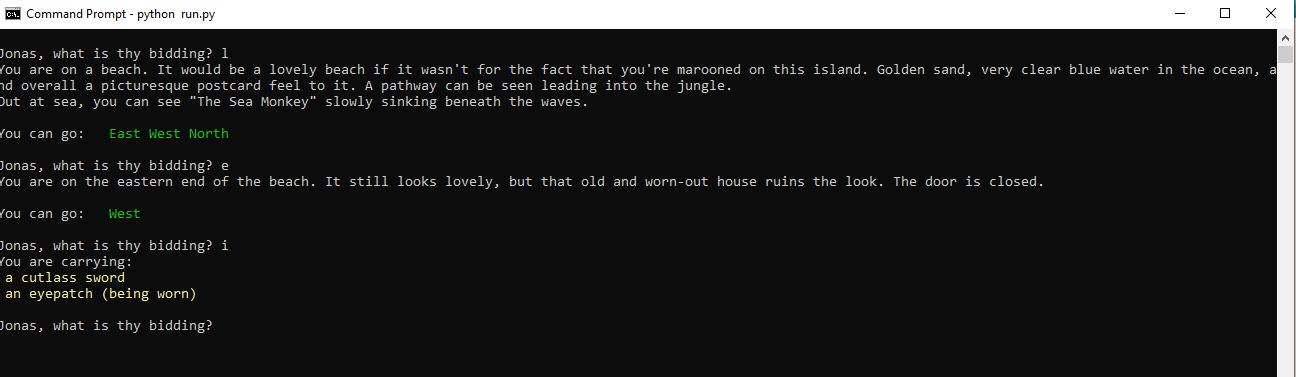 Command Prompt - python run.py
Jonas, what is thy bidding? l
You are on a beach. It would be a lovely beach if it wasn't for the fact that you're marooned on this island. Golden sand, very clear blue water in the ocean, a
nd overall a picturesque postcard feel to it. A pathway can be seen leading into the jungle.
Out at sea, you can see "The Sea Monkey" slowly sinking beneath the waves.
You can go:   East West North
Jonas, what is thy bidding? e
You are on the eastern end of the beach. It still looks lovely, but that old and worn-out house ruins the look. The door is closed.
You can go:   West
Jonas, what is thy bidding? i
You are carrying:
a cutlass sword
an eyepatch (being worn)
Jonas, what is thy bidding?